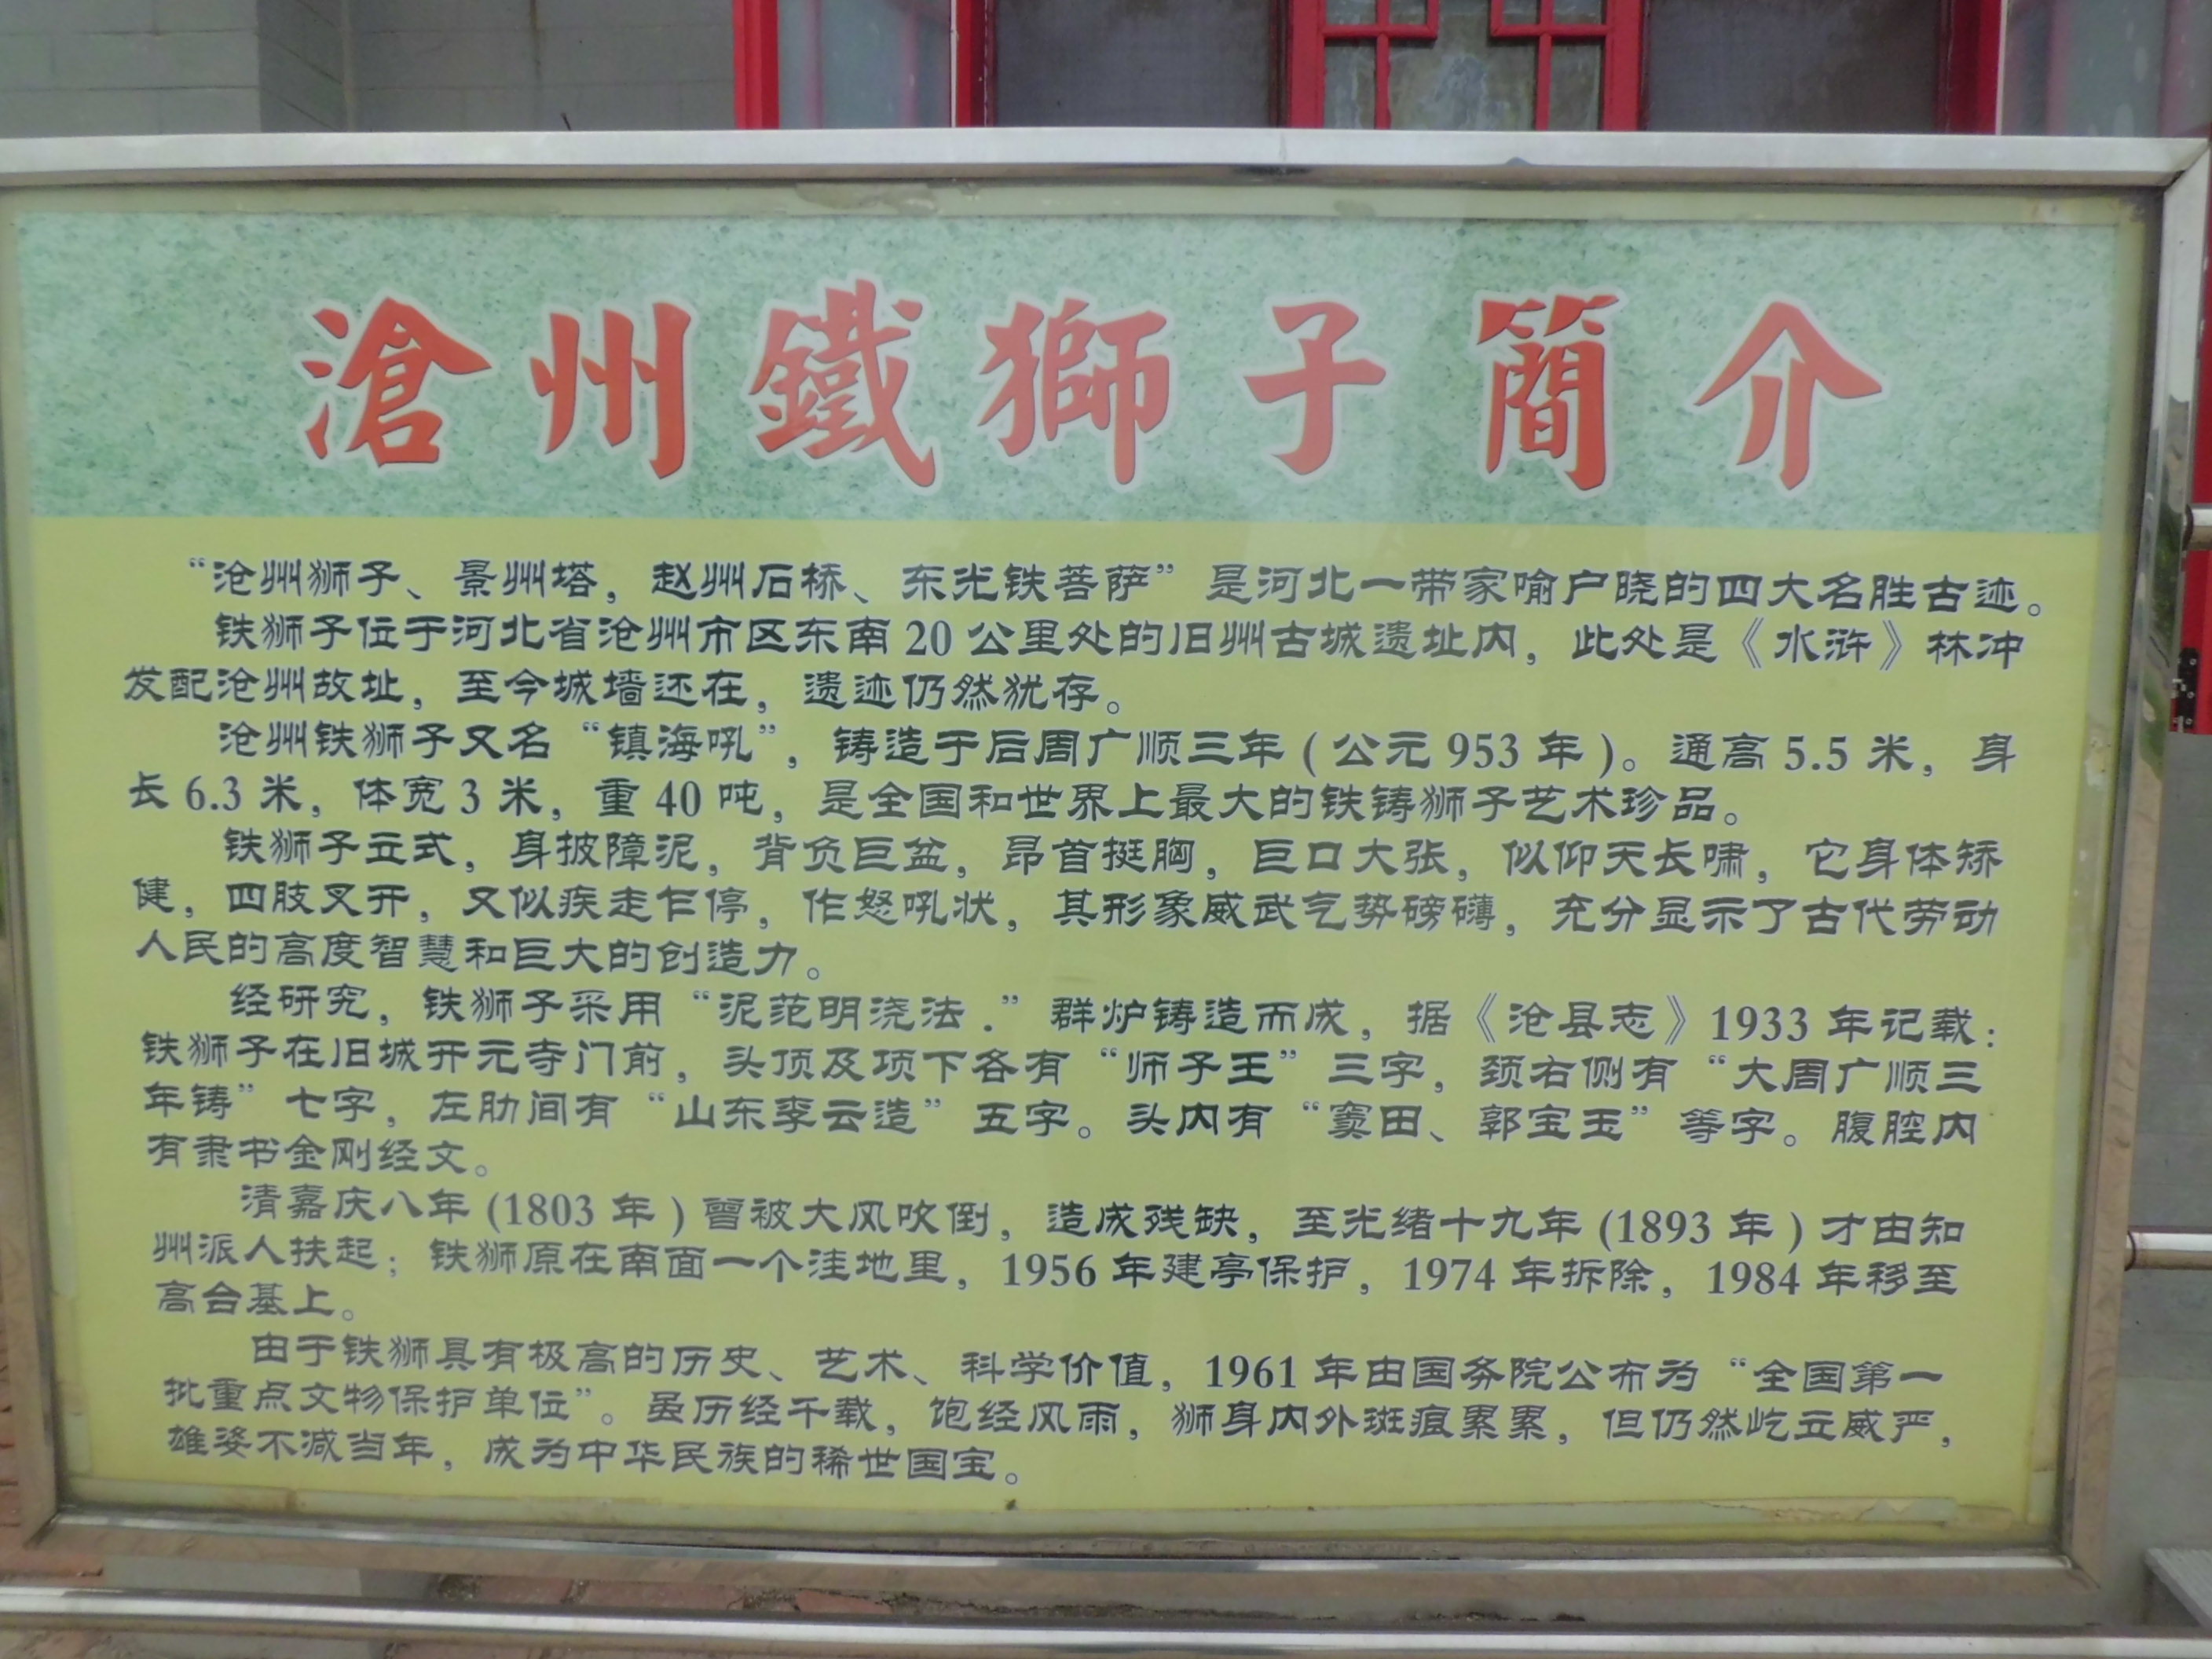 滄州鐵獅子簡介
“沧州狮子、景州塔，赵州石桥、东光铁菩萨”是河北一带家喻户晓的四大名胜古迹。
铁狮子位于河北省沧州市区东南20公里处的旧州古城遗址内，此处是《水浒》林冲
发配沧州故址，至今城墙还在，遗迹仍然犹存。
沧州铁狮子又名“镇海吼”，铸造于后周广顺三年(公元953年)。通高5.5米，身
长6.3米，体宽3米，重40吨，是全国和世界上最大的铁铸狮子艺术珍品。
铁狮子立式，身披障泥，背负巨盆，昂首挺胸，巨口大张，似仰天长啸，它身体矫
健，四肢叉开，又似疾走乍停，作怒吼状，其形象威武气势磅礴，充分显示了古代劳动
人民的高度智慧和巨大的创造力。
经研究，铁狮子采用“泥范明浇法．”群炉铸造而成，据《沧县志》1933年记载：
铁狮子在旧城开元寺门前，头顶及项下各有“师子王”三字，颈右侧有“大周广顺三
年铸”七字，左肋间有“山东李云造”五字。头内有“窦田、郭宝玉”等字。腹腔内
有隶书金刚经文。
清嘉庆八年(1803年)曾被大风吹倒，造成残缺，至光绪十九年(1893年)才由知
州派人扶起；铁狮原在南面一个洼地里，1956年建亭保护，1974年拆除，1984年移至
高台基上。
由于铁狮具有极高的历史、艺术、科学价值，1961年由国务院公布为“全国第一
批重点文物保护单位”。虽历经千载，饱经风雨，狮身内外斑痕累累，但仍然屹立威严，
雄姿不减当年，成为中华民族的稀世国宝。